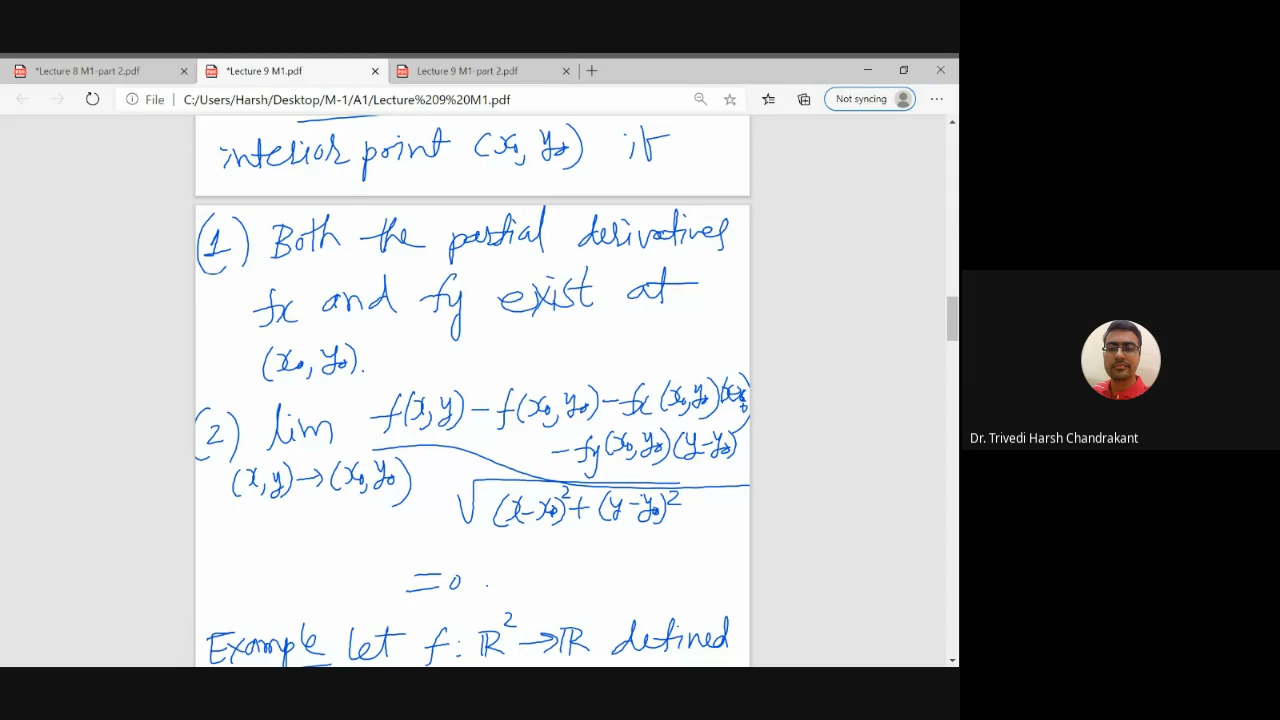 *Lecture 8 M1-part 2.pdf
*Lecture 9 M1.pdf
Lecture 9 M1-part 2.pdf
File | C:/Users/Harsh/Desktop/M-1/A1/Lecture%209%20M1.pdf
Not syncing
interior point (x₀, y₀) if
(1) Both the partial derivatives
fx and fy exist at
(x₀, y₀).
(2) lim f(x, y) - f(x₀, y₀) - fx (x₀, y₀)(x-x₀)
- fy (x₀, y₀)(y-y₀)
(x, y) → (x₀, y₀)
√(x-x₀)² + (y-y₀)²
= 0 .
Example let f : ℝ² → ℝ defined
Dr. Trivedi Harsh Chandrakant